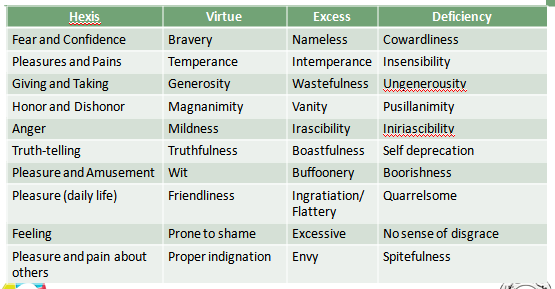 Hexis Virtue Excess Deficiency
Fear and Confidence Bravery Nameless Cowardliness
Pleasures and Pains Temperance Intemperance Insensibility
Giving and Taking Generosity Wastefulness Ungenerousity
Honor and Dishonor Magnanimity Vanity Pusillanimity
Anger Mildness Irascibility Iniriascibility
Truth-telling Truthfulness Boastfulness Self deprecation
Pleasure and Amusement Wit Buffoonery Boorishness
Pleasure (daily life) Friendliness Ingratiation/ Quarrelsome
Flattery
Feeling Prone to shame Excessive No sense of disgrace
Pleasure and pain about Proper indignation Envy Spitefulness
others